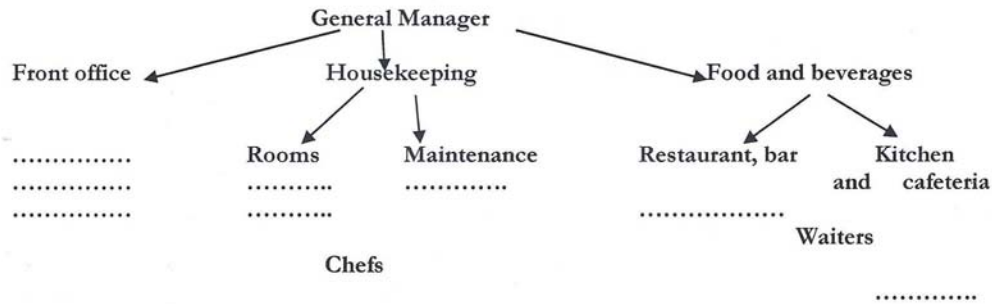 General Manager
Front office Housekeeping Food and beverages
............... Rooms Maintenance Restaurant, bar Kitchen
............... ........... ............. and cafeteria
............... ........... ..................
Waiters
Chefs
.............